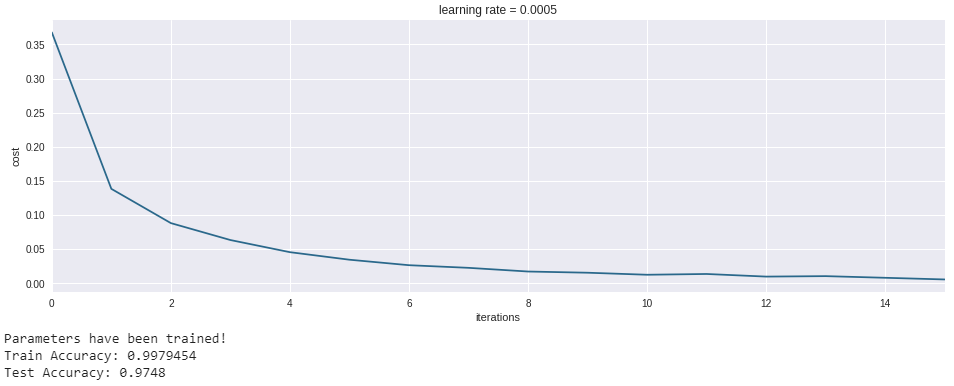 learning rate = 0.0005
0.35
0.30
0.25
0.20
0.15
0.10
0.05
0.00
cost
0 2 4 6 8 10 12 14
iterations
Parameters have been trained!
Train Accuracy: 0.9979454
Test Accuracy: 0.9748